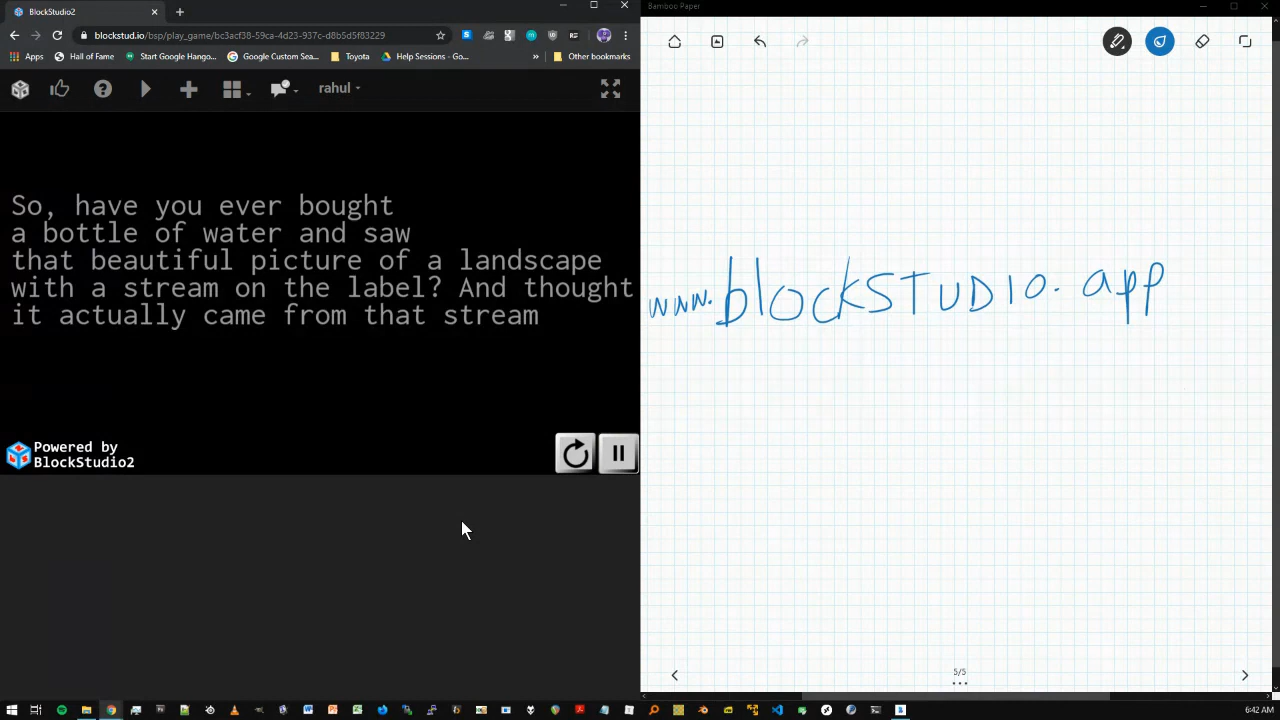 BlockStudio2
blockstud.io/bsp/play_game/bc3acf38-59ca-4d23-937c-d8b5d5f83229
Apps
Hall of Fame
Start Google Hango...
Google Custom Sea...
Toyota
Help Sessions - Go...
»
Other bookmarks
rahul
So, have you ever bought
a bottle of water and saw
that beautiful picture of a landscape
with a stream on the label? And thought
it actually came from that stream
Powered by
BlockStudio2
Bamboo Paper
www.blockSTUDIO.app
5/5
6:42 AM